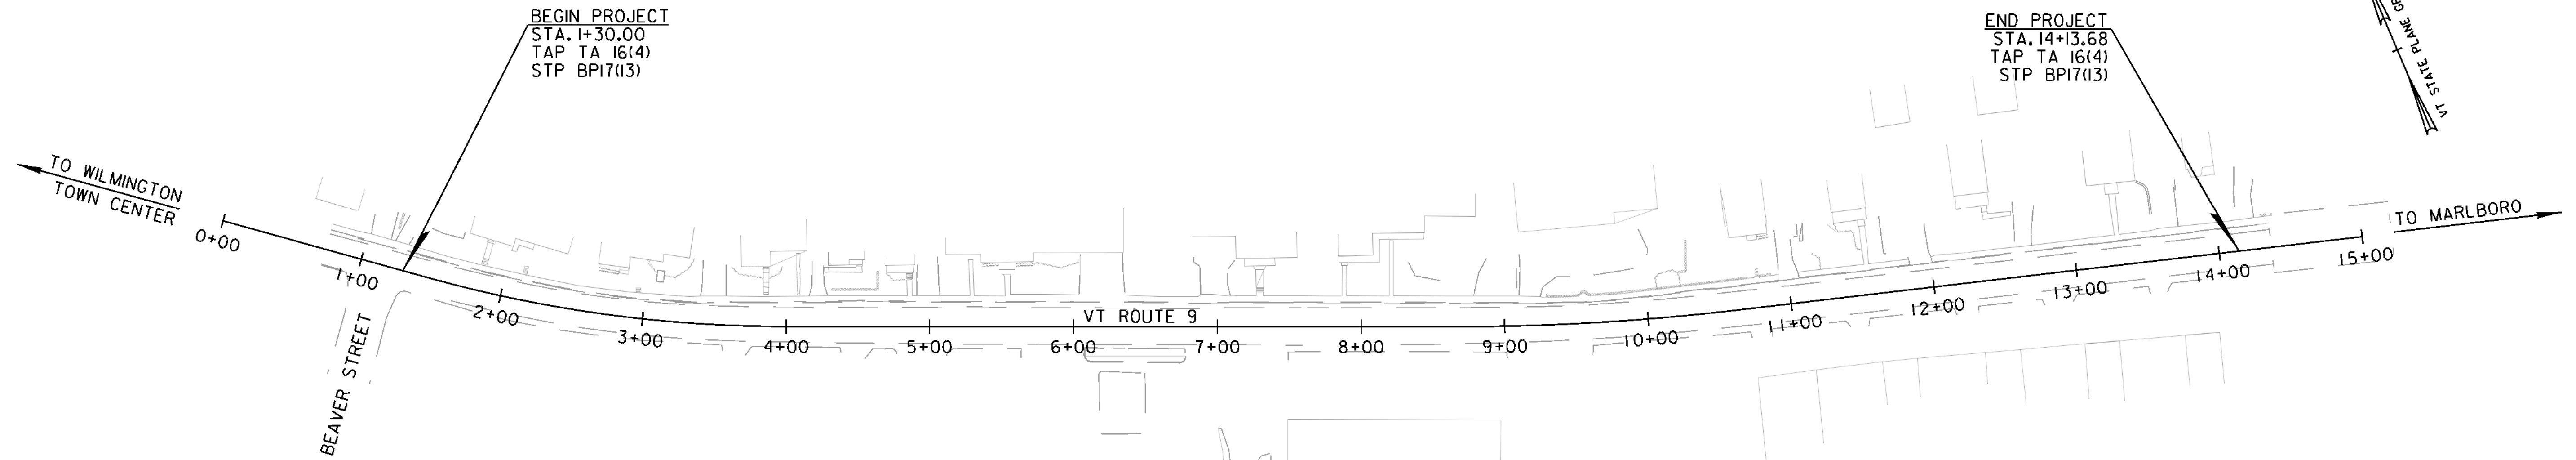 BEGIN PROJECT
STA. 1+30.00
TAP TA 16(4)
STP BP17(13)
END PROJECT
STA. 14+13.68
TAP TA 16(4)
STP BP17(13)
VT STATE PLANE
TO WILMINGTON
TOWN CENTER
TO MARLBORO
0+00
1+00
2+00
3+00
4+00
5+00
6+00
7+00
8+00
9+00
10+00
11+00
12+00
13+00
14+00
15+00
VT ROUTE 9
BEAVER STREET